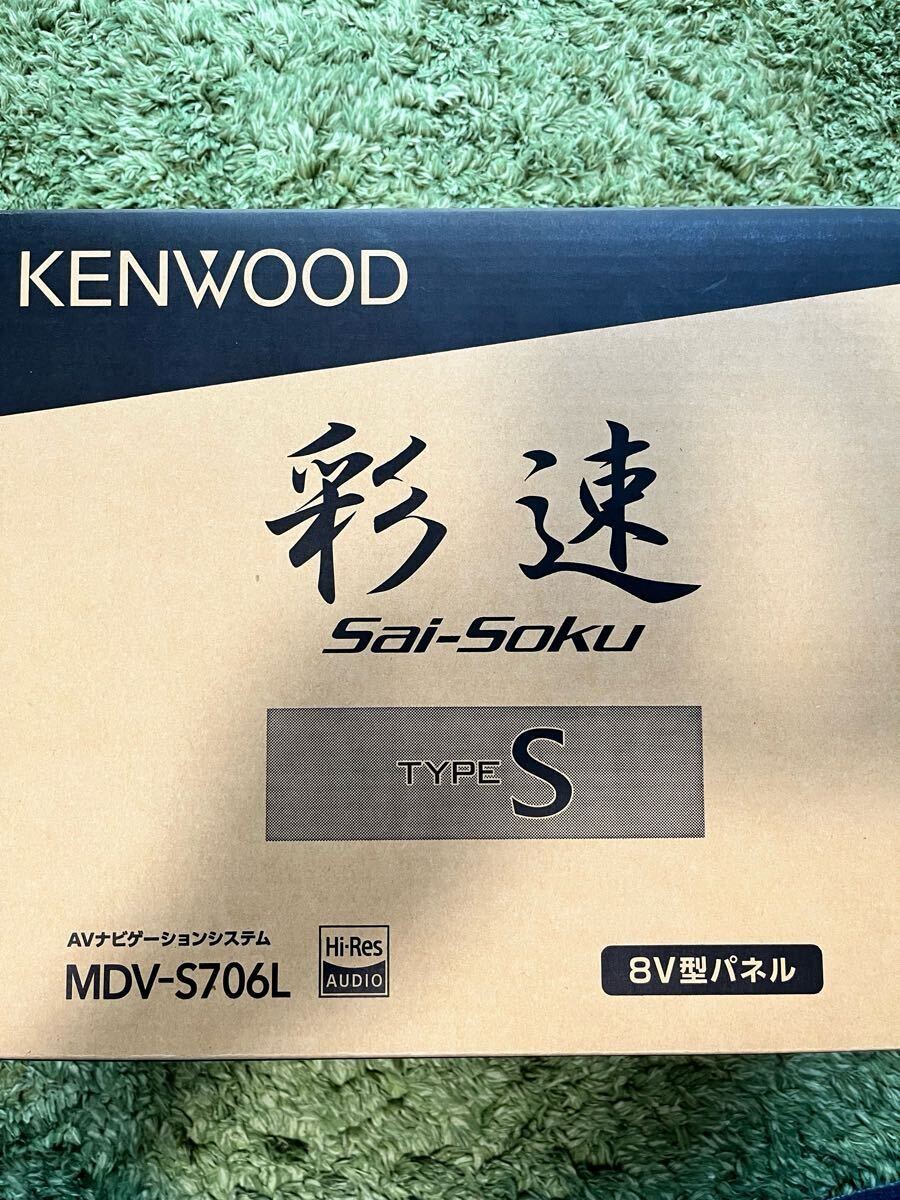 KENWOOD
彩速
Sai-Soku
TYPE S
AVナビゲーションシステム
MDV-S706L
Hi-Res
AUDIO
8V型パネル